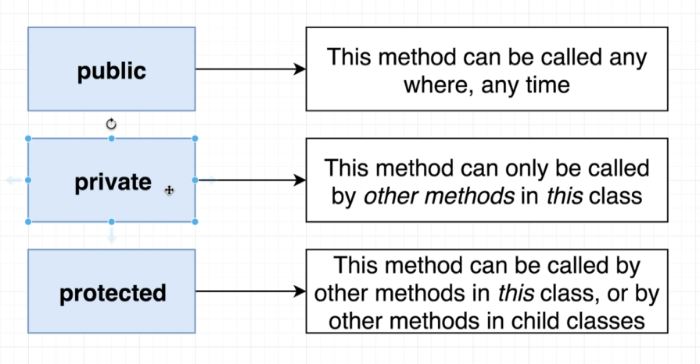 public
This method can be called any
where, any time
private
This method can only be called
by other methods in this class
protected
This method can be called by
other methods in this class, or by
other methods in child classes